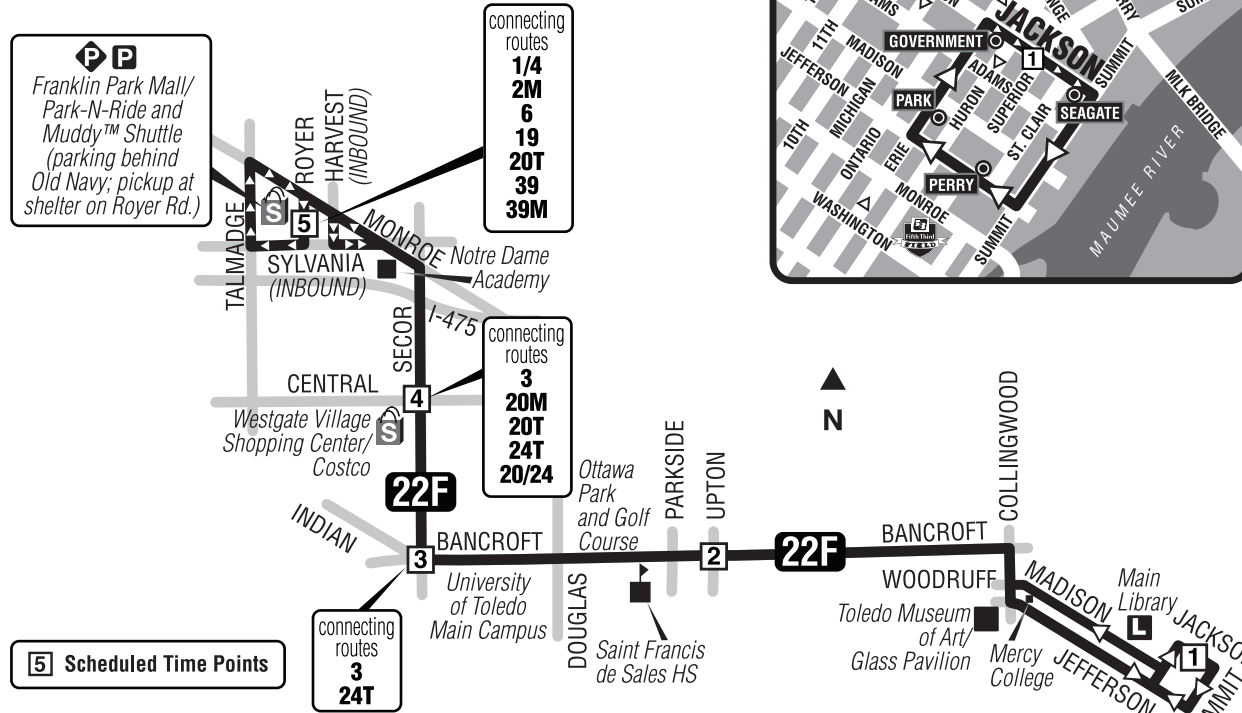 P P
Franklin Park Mall/
Park-N-Ride and
Muddy™ Shuttle
(parking behind
Old Navy; pickup at
shelter on Royer Rd.)
connecting
routes
1/4
2M
6
19
20T
39
39M
ROYER
HARVEST
(INBOUND)
S
5
MONROE
TALMADGE
SYLVANIA
(INBOUND)
Notre Dame
Academy
I-475
SECOR
connecting
routes
3
20M
20T
24T
20/24
CENTRAL
4
Westgate Village
Shopping Center/
Costco
S
22F
INDIAN
3
BANCROFT
University
of Toledo
Main Campus
connecting
routes
3
24T
DOUGLAS
Ottawa
Park
and Golf
Course
Saint Francis
de Sales HS
PARKSIDE
UPTON
2
22F
BANCROFT
COLLINGWOOD
WOODRUFF
Toledo Museum
of Art/
Glass Pavilion
Mercy
College
MADISON
Main
Library
L
JEFFERSON
1
N
5 Scheduled Time Points
JACKSON
GOVERNMENT
1
11TH
MADISON
JEFFERSON
ADAMS
SUMMIT
MICHIGAN
PARK
HURON
SUPERIOR
SEAGATE
MLK BRIDGE
10TH
ONTARIO
ERIE
ST. CLAIR
PERRY
MONROE
WASHINGTON
SUMMIT
Fifth Third
FIELD
MAUMEE RIVER